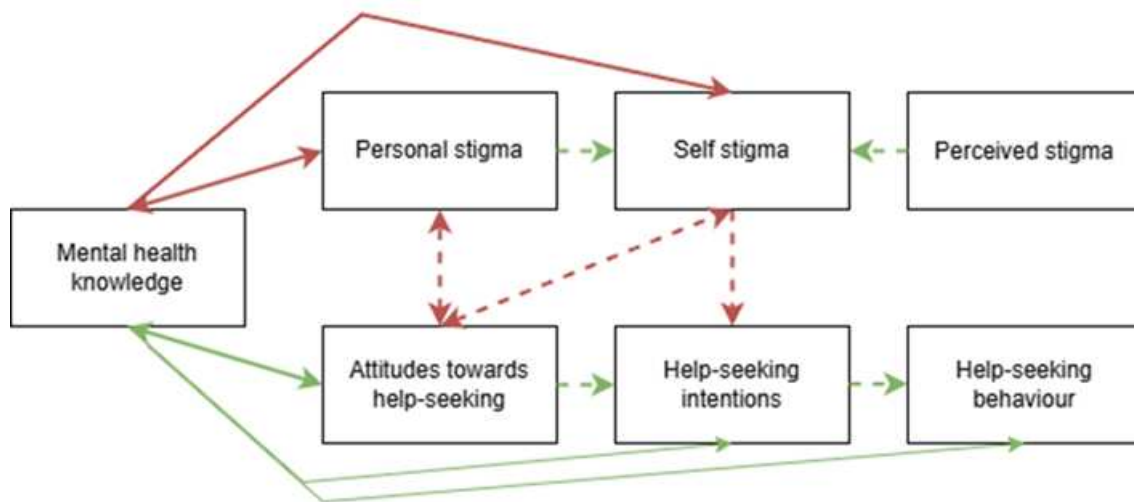 Personal stigma
Self stigma
Perceived stigma
Mental health
knowledge
Attitudes towards
help-seeking
Help-seeking
intentions
Help-seeking
behaviour